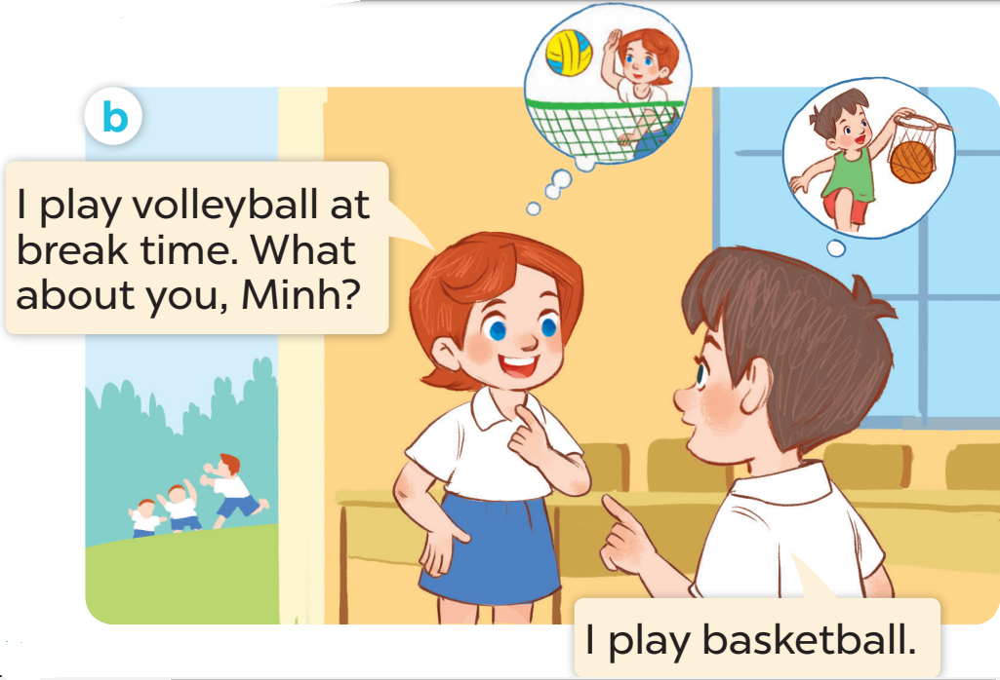 b
I play volleyball at
break time. What
about you, Minh?
I play basketball.